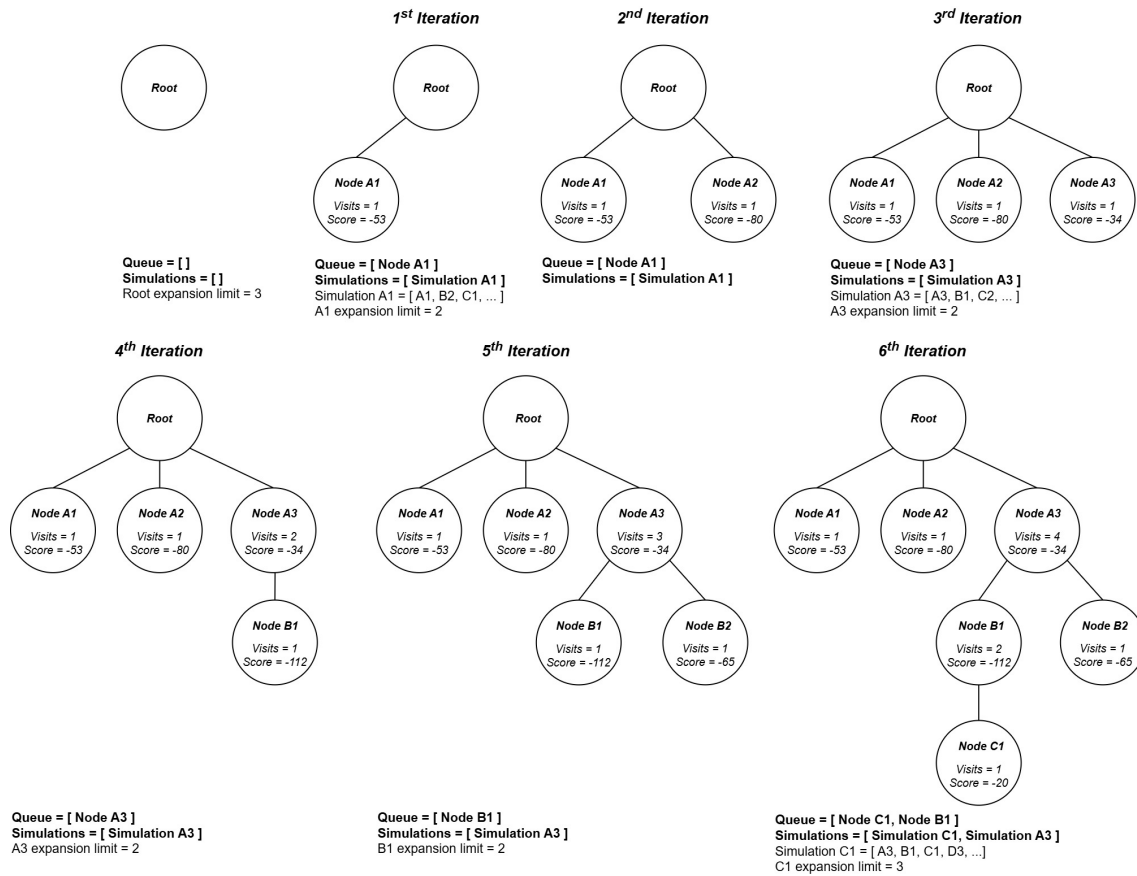 1st Iteration
2nd Iteration
3rd Iteration
Root
Root
Root
Root
Node A1
Visits = 1
Score = -53
Node A1
Visits = 1
Score = -53
Node A2
Visits = 1
Score = -80
Node A1
Visits = 1
Score = -53
Node A2
Visits = 1
Score = -80
Node A3
Visits = 1
Score = -34
Queue = [ ]
Simulations = [ ]
Root expansion limit = 3
Queue = [ Node A1 ]
Simulations = [ Simulation A1 ]
Simulation A1 = [ A1, B2, C1, ... ]
A1 expansion limit = 2
Queue = [ Node A1 ]
Simulations = [ Simulation A1 ]
Queue = [ Node A3 ]
Simulations = [ Simulation A3 ]
Simulation A3 = [ A3, B1, C2, ... ]
A3 expansion limit = 2
4th Iteration
5th Iteration
6th Iteration
Root
Root
Root
Node A1
Visits = 1
Score = -53
Node A2
Visits = 1
Score = -80
Node A3
Visits = 2
Score = -34
Node B1
Visits = 1
Score = -112
Node A1
Visits = 1
Score = -53
Node A2
Visits = 1
Score = -80
Node A3
Visits = 3
Score = -34
Node B1
Visits = 1
Score = -112
Node B2
Visits = 1
Score = -65
Node A1
Visits = 1
Score = -53
Node A2
Visits = 1
Score = -80
Node A3
Visits = 4
Score = -34
Node B1
Visits = 2
Score = -112
Node B2
Visits = 1
Score = -65
Node C1
Visits = 1
Score = -20
Queue = [ Node A3 ]
Simulations = [ Simulation A3 ]
A3 expansion limit = 2
Queue = [ Node B1 ]
Simulations = [ Simulation A3 ]
B1 expansion limit = 2
Queue = [ Node C1, Node B1 ]
Simulations = [ Simulation C1, Simulation A3 ]
Simulation C1 = [ A3, B1, C1, D3, ...]
C1 expansion limit = 3